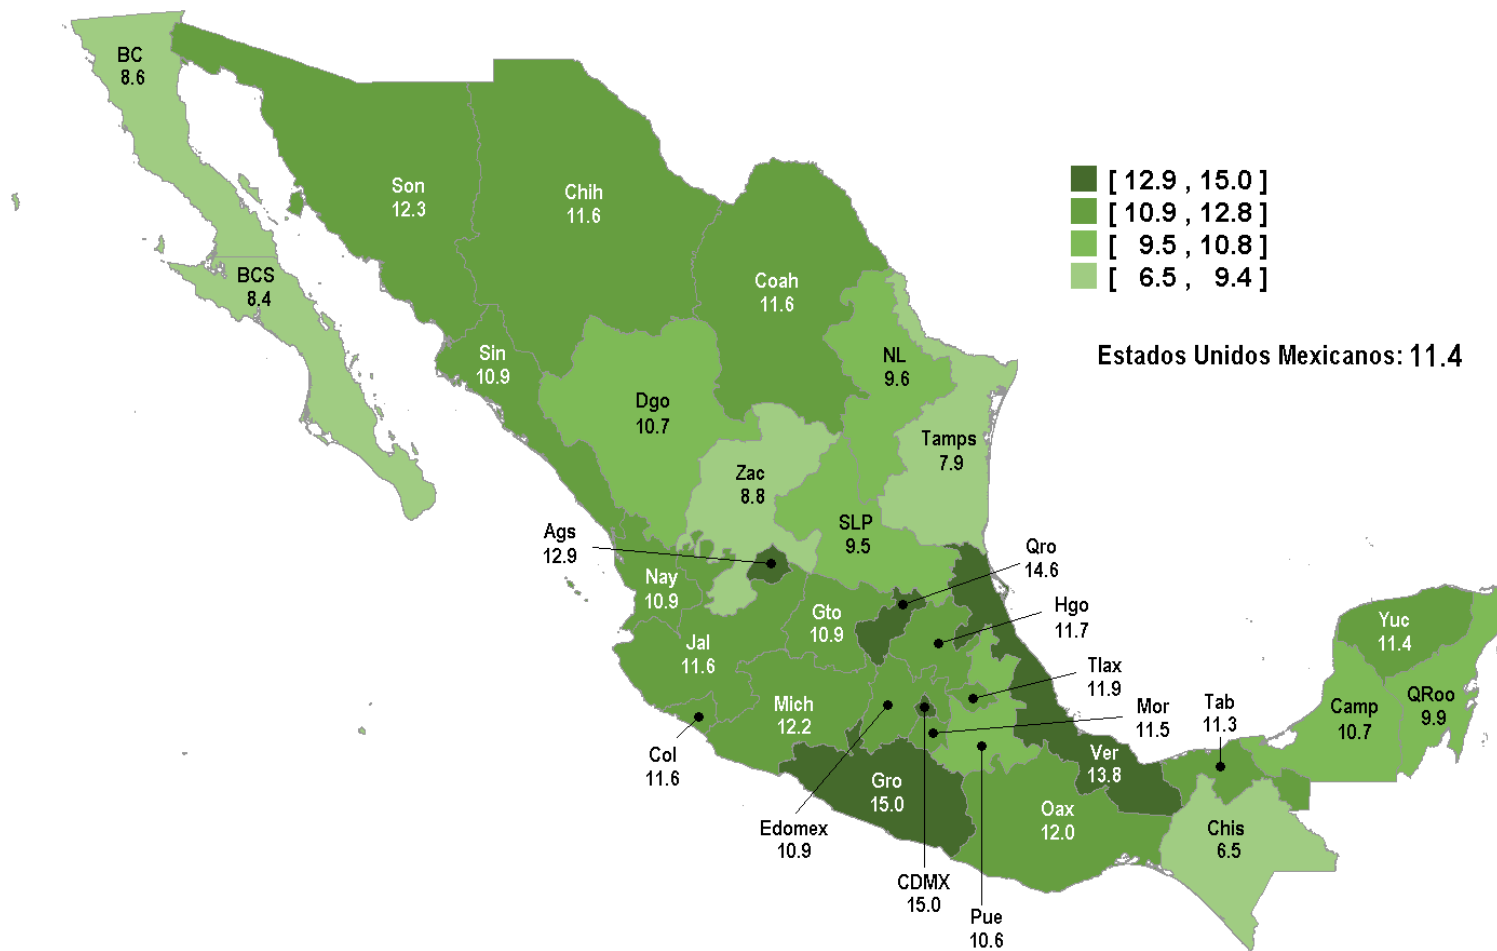 BC
8.6
Son
12.3
Chih
11.6
[ 12.9 , 15.0 ]
[ 10.9 , 12.8 ]
[ 9.5 , 10.8 ]
[ 6.5 , 9.4 ]
BCS
8.4
Coah
11.6
Estados Unidos Mexicanos: 11.4
Sin
10.9
NL
9.6
Dgo
10.7
Tamps
7.9
Zac
8.8
SLP
9.5
Ags
12.9
Qro
14.6
Nay
10.9
Gto
10.9
Hgo
11.7
Yuc
11.4
Jal
11.6
Tlax
11.9
Mich
12.2
Mor
11.5
Tab
11.3
Camp
10.7
QRoo
9.9
Col
11.6
Ver
13.8
Gro
15.0
Oax
12.0
Edomex
10.9
Chis
6.5
CDMX
15.0
Pue
10.6